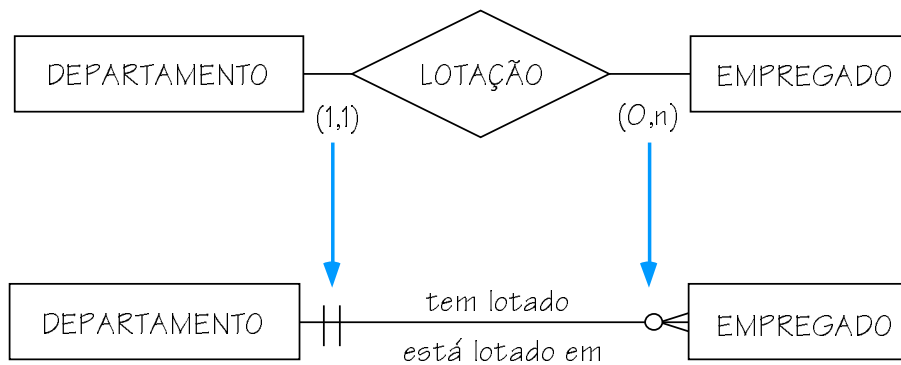 DEPARTAMENTO LOTAÇÃO EMPREGADO
(1,1) (0,n)
tem lotado
DEPARTAMENTO EMPREGADO
está lotado em